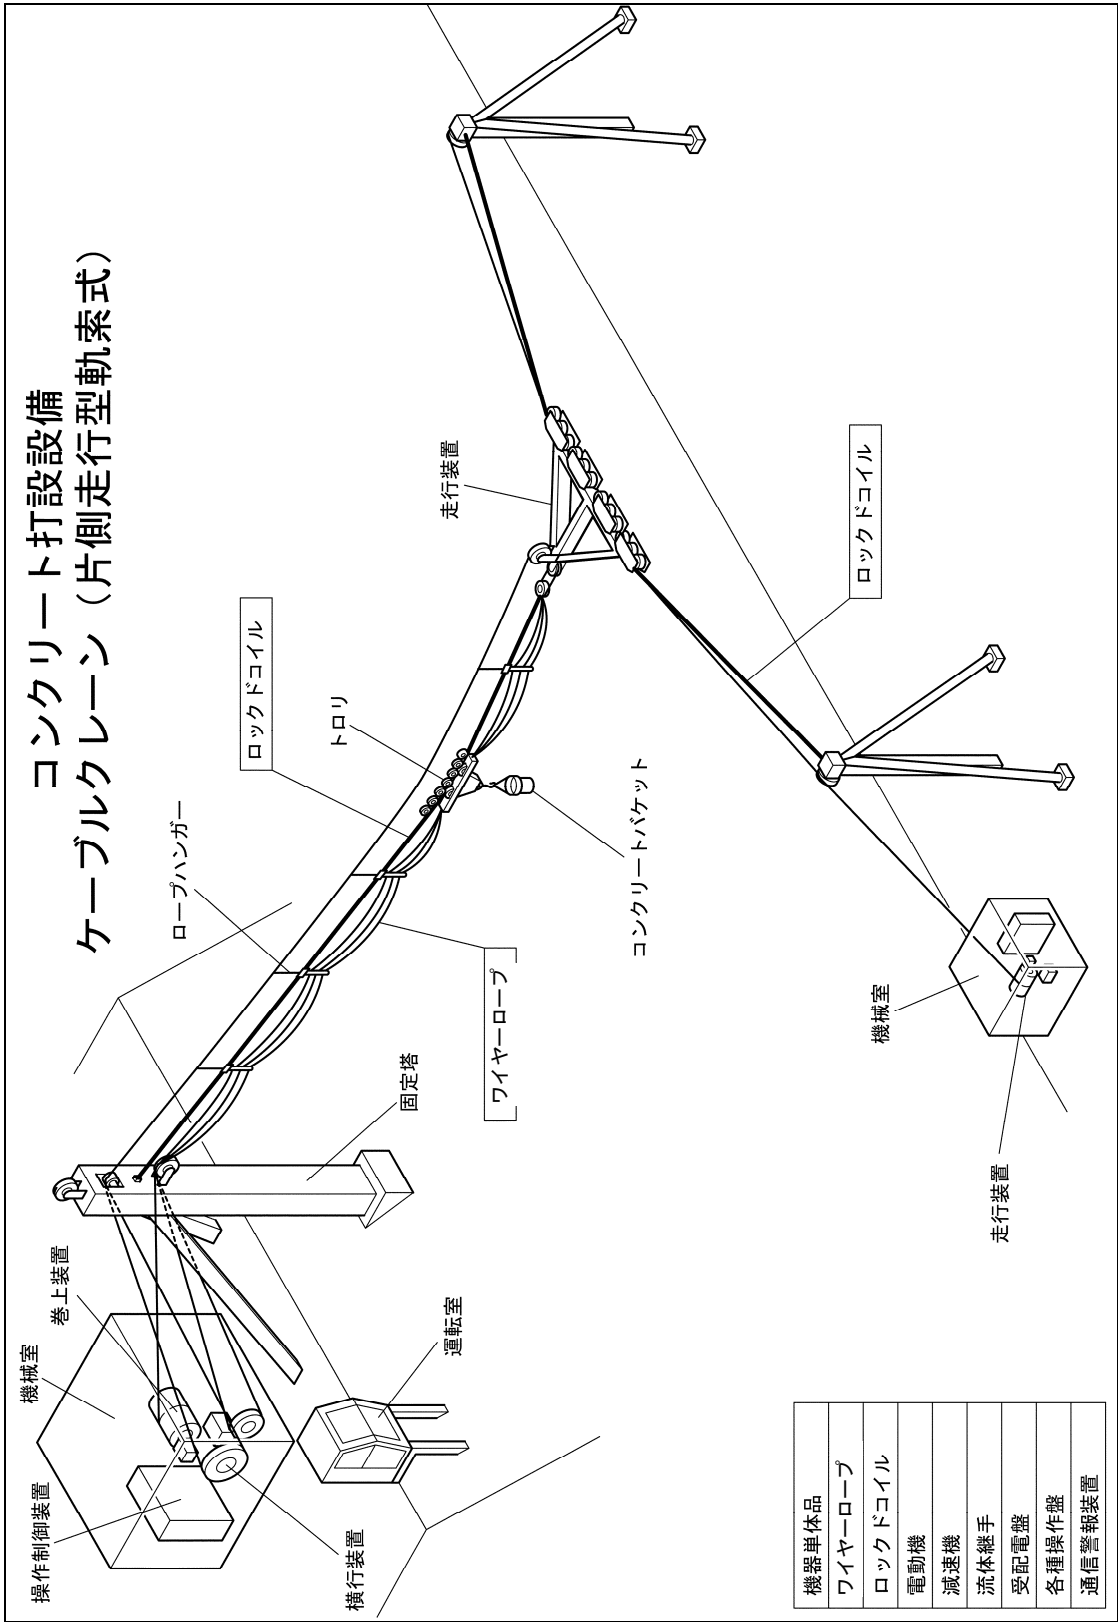 コンクリート打設設備
ケーブルクレーン（片側走行型軌索式）
操作制御装置
機械室
巻上装置
横行装置
運転室
固定塔
ロープハンガー
ロックドコイル
トロリ
ワイヤーロープ
コンクリートバケット
走行装置
ロックドコイル
機械室
走行装置
機器単体品
ワイヤーロープ
ロックドコイル
電動機
減速機
流体継手
受配電盤
各種操作盤
通信警報装置